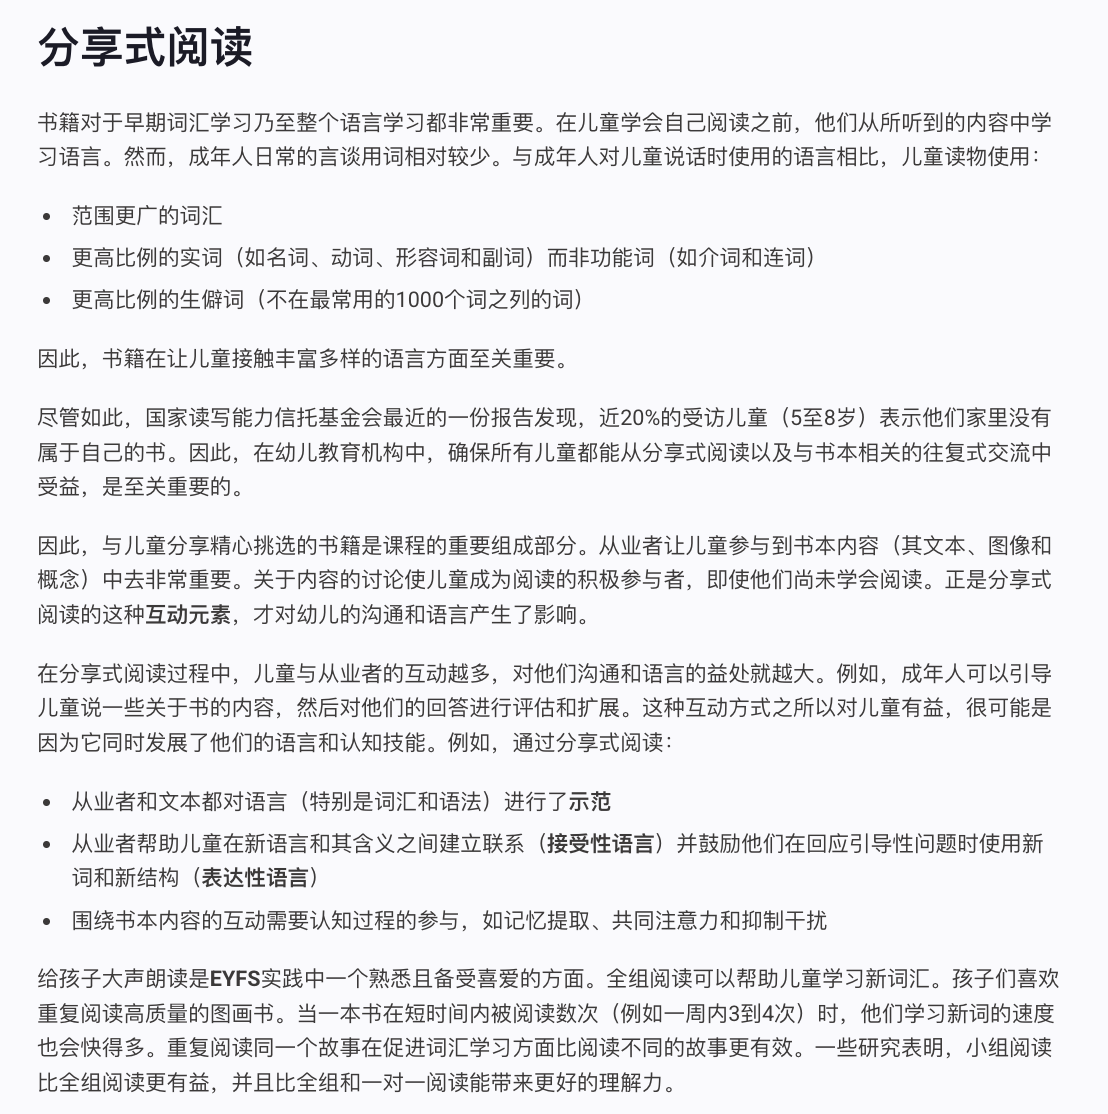 分享式阅读
书籍对于早期词汇学习乃至整个语言学习都非常重要。在儿童学会自己阅读之前，他们从所听到的内容中学
习语言。然而，成年人日常的言谈用词相对较少。与成年人对儿童说话时使用的语言相比，儿童读物使用：
• 范围更广的词汇
• 更高比例的实词（如名词、动词、形容词和副词）而非功能词（如介词和连词）
• 更高比例的生僻词（不在最常用的1000个词之列的词）
因此，书籍在让儿童接触丰富多样的语言方面至关重要。
尽管如此，国家读写能力信托基金会最近的一份报告发现，近20%的受访儿童（5至8岁）表示他们家里没有
属于自己的书。因此，在幼儿教育机构中，确保所有儿童都能从分享式阅读以及与书本相关的往复式交流中
受益，是至关重要的。
因此，与儿童分享精心挑选的书籍是课程的重要组成部分。从业者让儿童参与到书本内容（其文本、图像和
概念）中去非常重要。关于内容的讨论使儿童成为阅读的积极参与者，即使他们尚未学会阅读。正是分享式
阅读的这种互动元素，才对幼儿的沟通和语言产生了影响。
在分享式阅读过程中，儿童与从业者的互动越多，对他们沟通和语言的益处就越大。例如，成年人可以引导
儿童说一些关于书的内容，然后对他们的回答进行评估和扩展。这种互动方式之所以对儿童有益，很可能是
因为它同时发展了他们的语言和认知技能。例如，通过分享式阅读：
• 从业者和文本都对语言（特别是词汇和语法）进行了示范
• 从业者帮助儿童在新语言和其含义之间建立联系（接受性语言）并鼓励他们在回应引导性问题时使用新
词和新结构（表达性语言）
• 围绕书本内容的互动需要认知过程的参与，如记忆提取、共同注意力和抑制干扰
给孩子大声朗读是EYFS实践中一个熟悉且备受喜爱的方面。全组阅读可以帮助儿童学习新词汇。孩子们喜欢
重复阅读高质量的图画书。当一本书在短时间内被阅读数次（例如一周内3到4次）时，他们学习新词的速度
也会快得多。重复阅读同一个故事在促进词汇学习方面比阅读不同的故事更有效。一些研究表明，小组阅读
比全组阅读更有益，并且比全组和一对一阅读能带来更好的理解力。